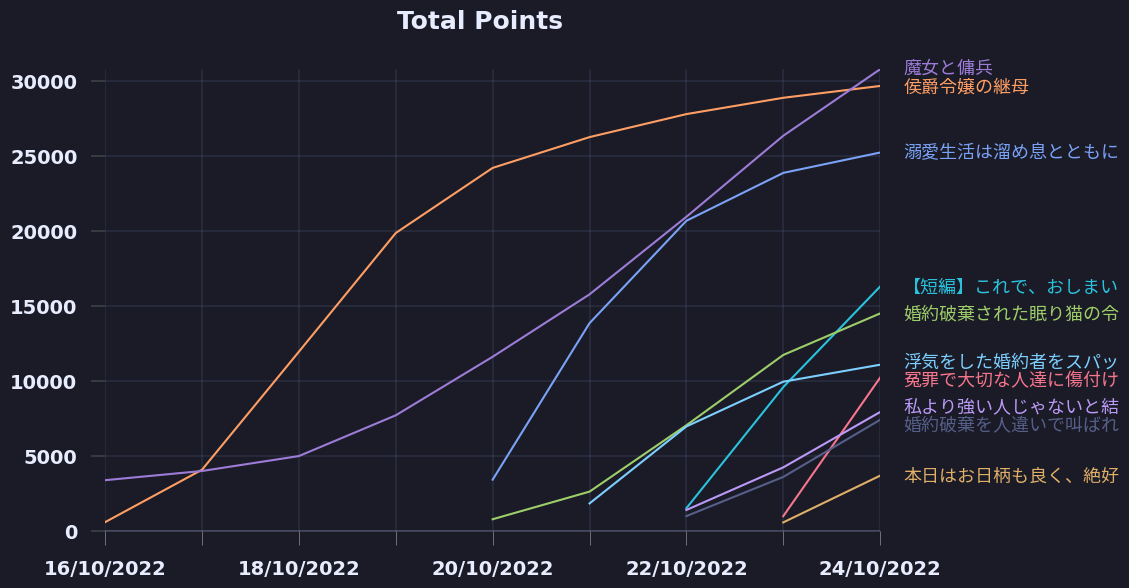 Total Points
30000
25000
20000
15000
10000
5000
0
16/10/2022
18/10/2022
20/10/2022
22/10/2022
24/10/2022
魔女と傭兵
侯爵令嬢の継母
溺愛生活は溜め息とともに
【短編】これで、おしまい
婚約破棄された眠り猫の令
浮気をした婚約者をスパッ
冤罪で大切な人達に傷付け
私より強い人じゃないと結
婚約破棄を人違いで叫ばれ
本日はお日柄も良く、絶好